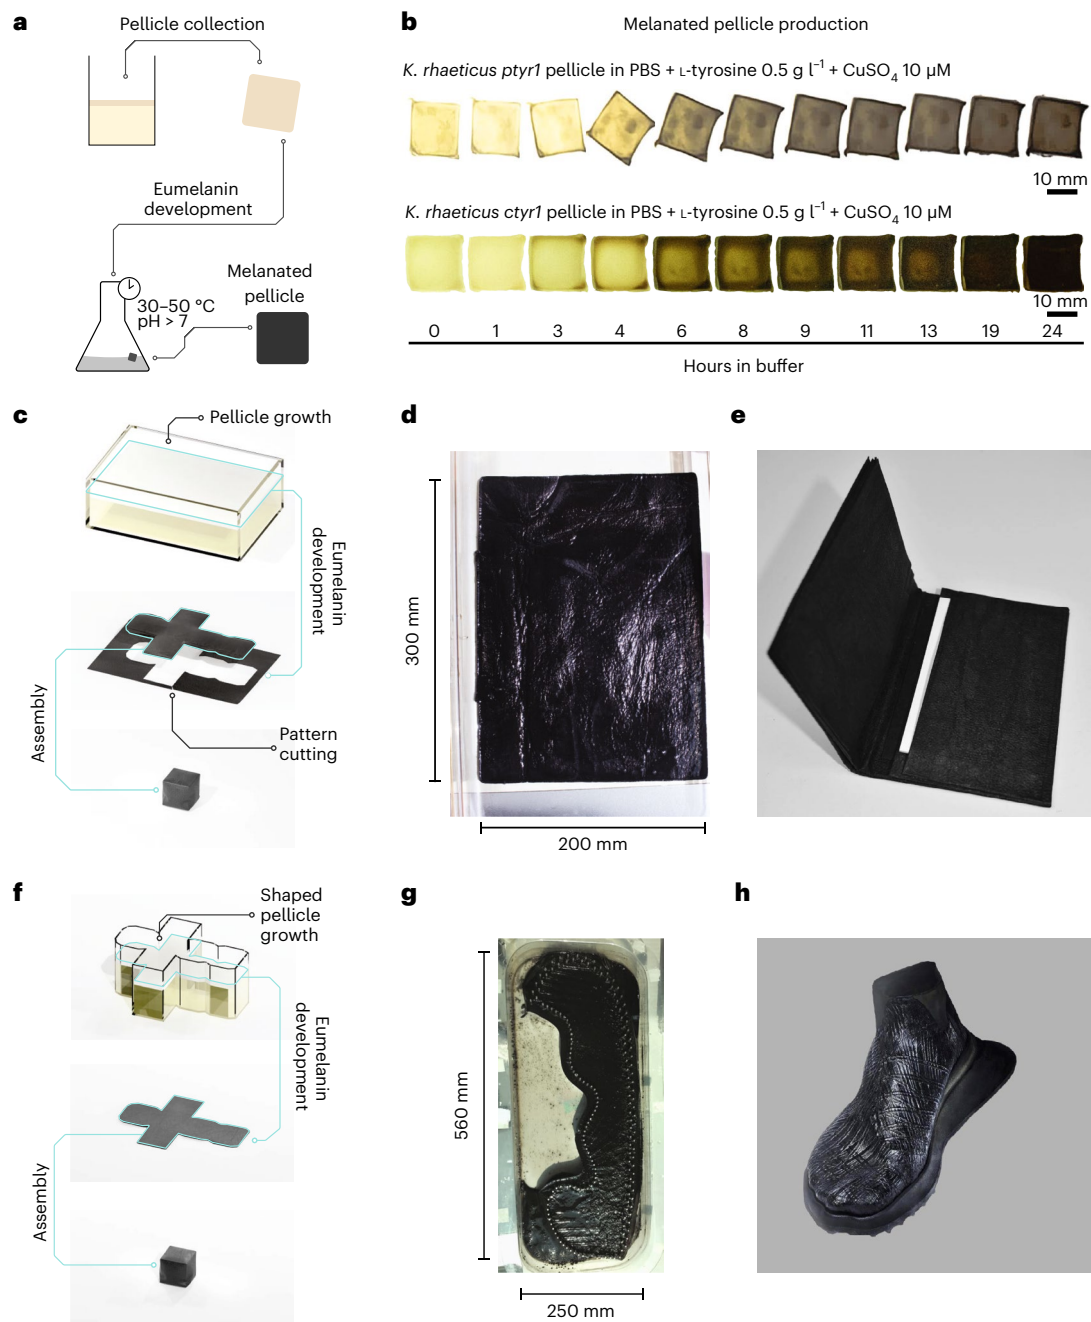 a
Pellicle collection
Eumelanin
development
30–50 °C
pH > 7
Melanated
pellicle
b
Melanated pellicle production
K. rhaeticus ptyr1 pellicle in PBS + L-tyrosine 0.5 g l⁻¹ + CuSO₄ 10 µM
10 mm
K. rhaeticus ctyr1 pellicle in PBS + L-tyrosine 0.5 g l⁻¹ + CuSO₄ 10 µM
10 mm
0 1 3 4 6 8 9 11 13 19 24
Hours in buffer
c
Pellicle growth
Eumelanin
development
Assembly
Pattern
cutting
d
300 mm
200 mm
e
f
Shaped
pellicle
growth
Eumelanin
development
Assembly
g
560 mm
250 mm
h